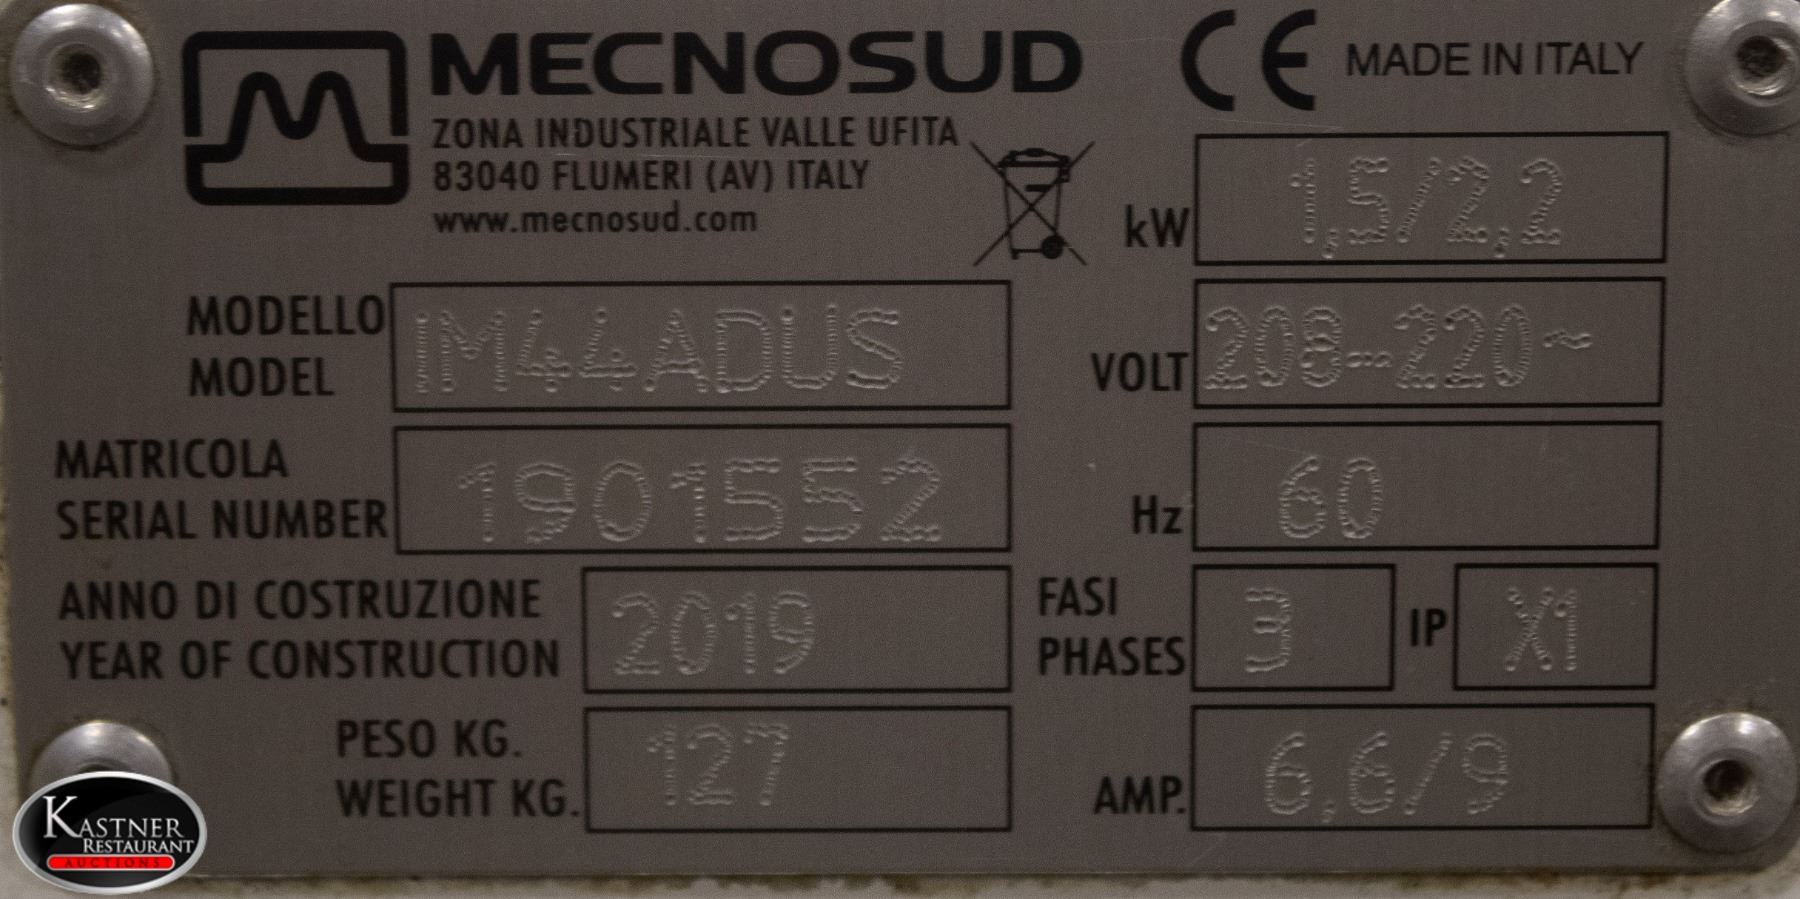 MECNOSUD
CE MADE IN ITALY
ZONA INDUSTRIALE VALLE UFITA
83040 FLUMERI (AV) ITALY
www.mecnosud.com
kW 1,5/2,2
MODELLO
MODEL IM44ADUS
VOLT 208-220~
MATRICOLA
SERIAL NUMBER 1901552
Hz 60
ANNO DI COSTRUZIONE
YEAR OF CONSTRUCTION 2019
FASI
PHASES 3
IP X1
PESO KG.
WEIGHT KG. 127
AMP. 6,6/9
KASTNER
RESTAURANT
AUCTIONS